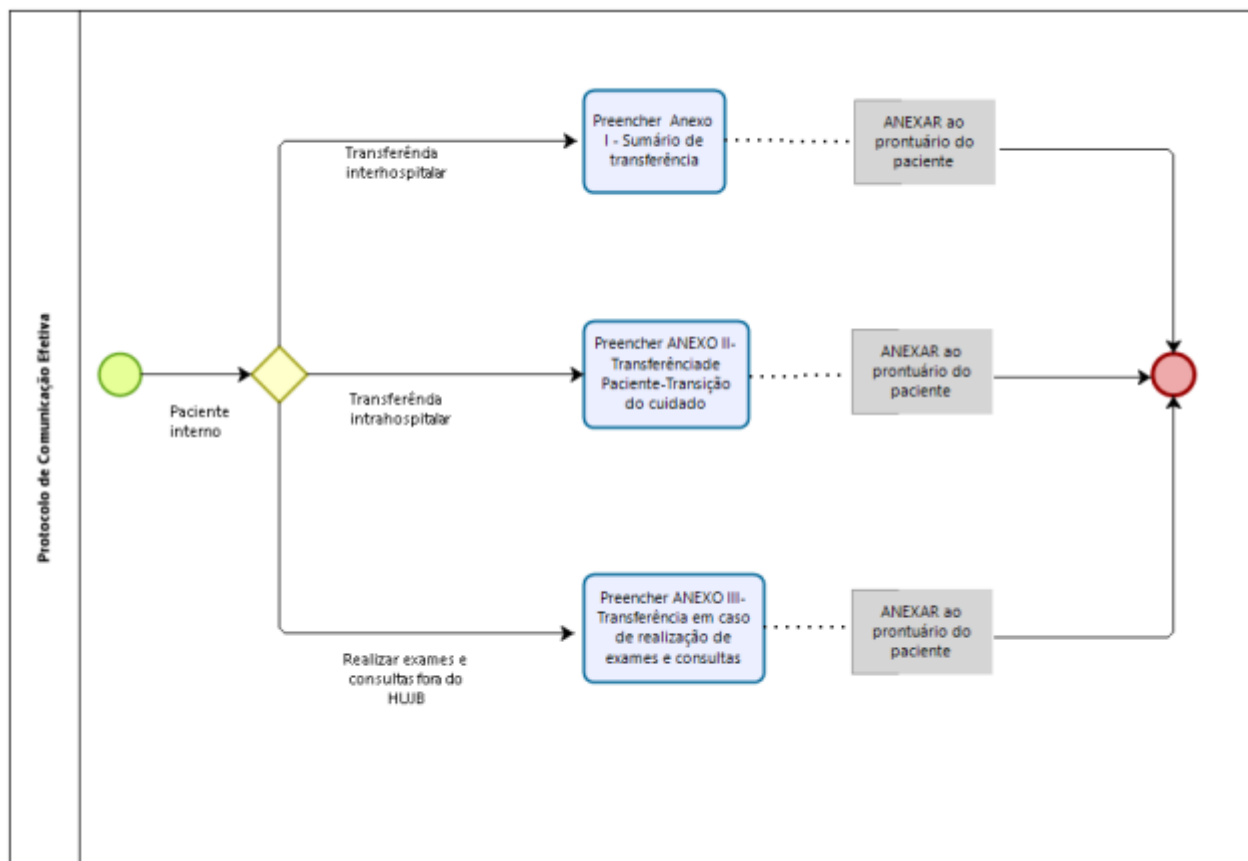 Protocolo de Comunicação Efetiva
Paciente
interno
Transferênda
interhospitalar
Preencher Anexo
I - Sumário de
transferência
ANEXAR ao
prontuário do
paciente
Transferênda
intrahospitalar
Preencher ANEXO II-
Transferênciade
Paciente-Transição
do cuidado
ANEXAR ao
prontuário do
paciente
Realizar exames e
consultas fora do
HUJB
Preencher ANEXO III-
Transferência em caso
de realização de
exames e consultas
ANEXAR ao
prontuário do
paciente